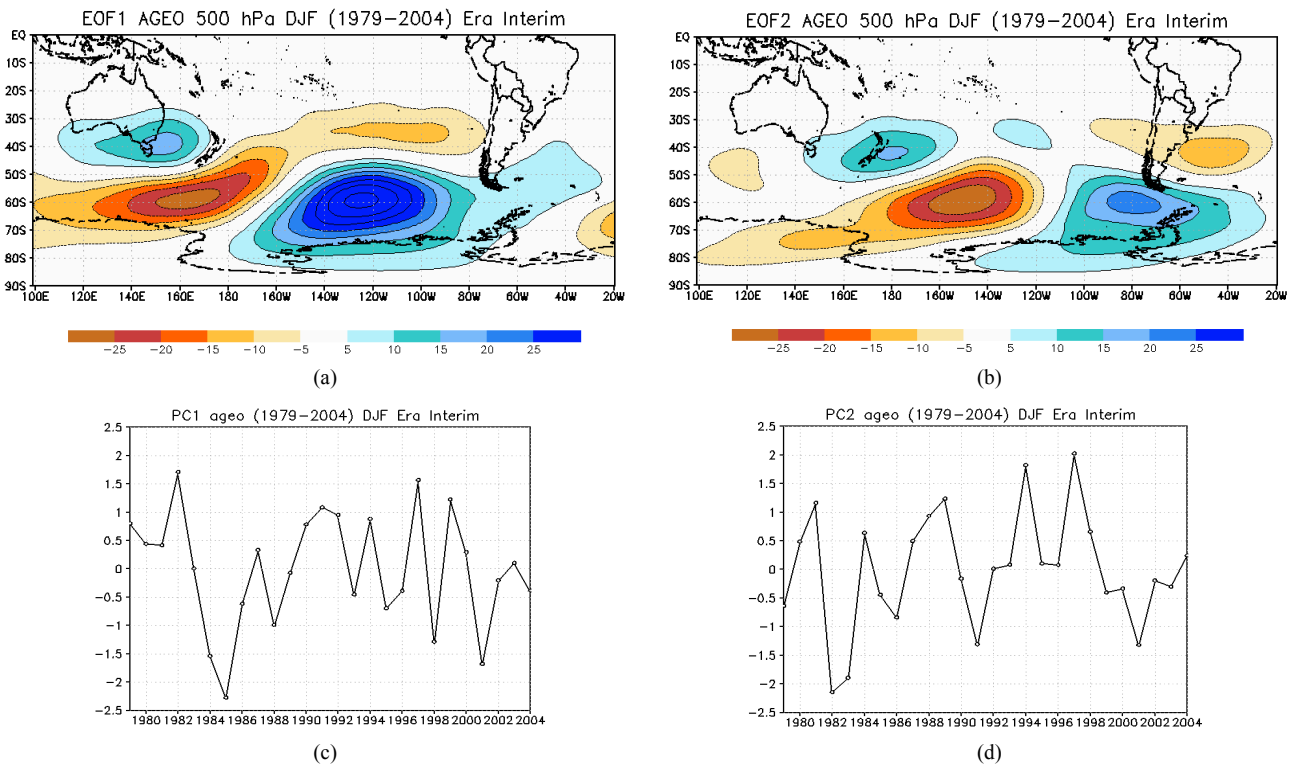 EOF1 AGEO 500 hPa DJF (1979−2004) Era Interim
EQ
10S
20S
30S
40S
50S
60S
70S
80S
90S
100E 120E 140E 160E 180 160W 140W 120W 100W 80W 60W 40W 20W
−25 −20 −15 −10 −5 5 10 15 20 25
(a)
EOF2 AGEO 500 hPa DJF (1979−2004) Era Interim
EQ
10S
20S
30S
40S
50S
60S
70S
80S
90S
100E 120E 140E 160E 180 160W 140W 120W 100W 80W 60W 40W 20W
−25 −20 −15 −10 −5 5 10 15 20 25
(b)
PC1 ageo (1979−2004) DJF Era Interim
2.5
2
1.5
1
0.5
0
−0.5
−1
−1.5
−2
−2.5
1980 1982 1984 1986 1988 1990 1992 1994 1996 1998 2000 2002 2004
(c)
PC2 ageo (1979−2004) DJF Era Interim
2.5
2
1.5
1
0.5
0
−0.5
−1
−1.5
−2
−2.5
1980 1982 1984 1986 1988 1990 1992 1994 1996 1998 2000 2002 2004
(d)